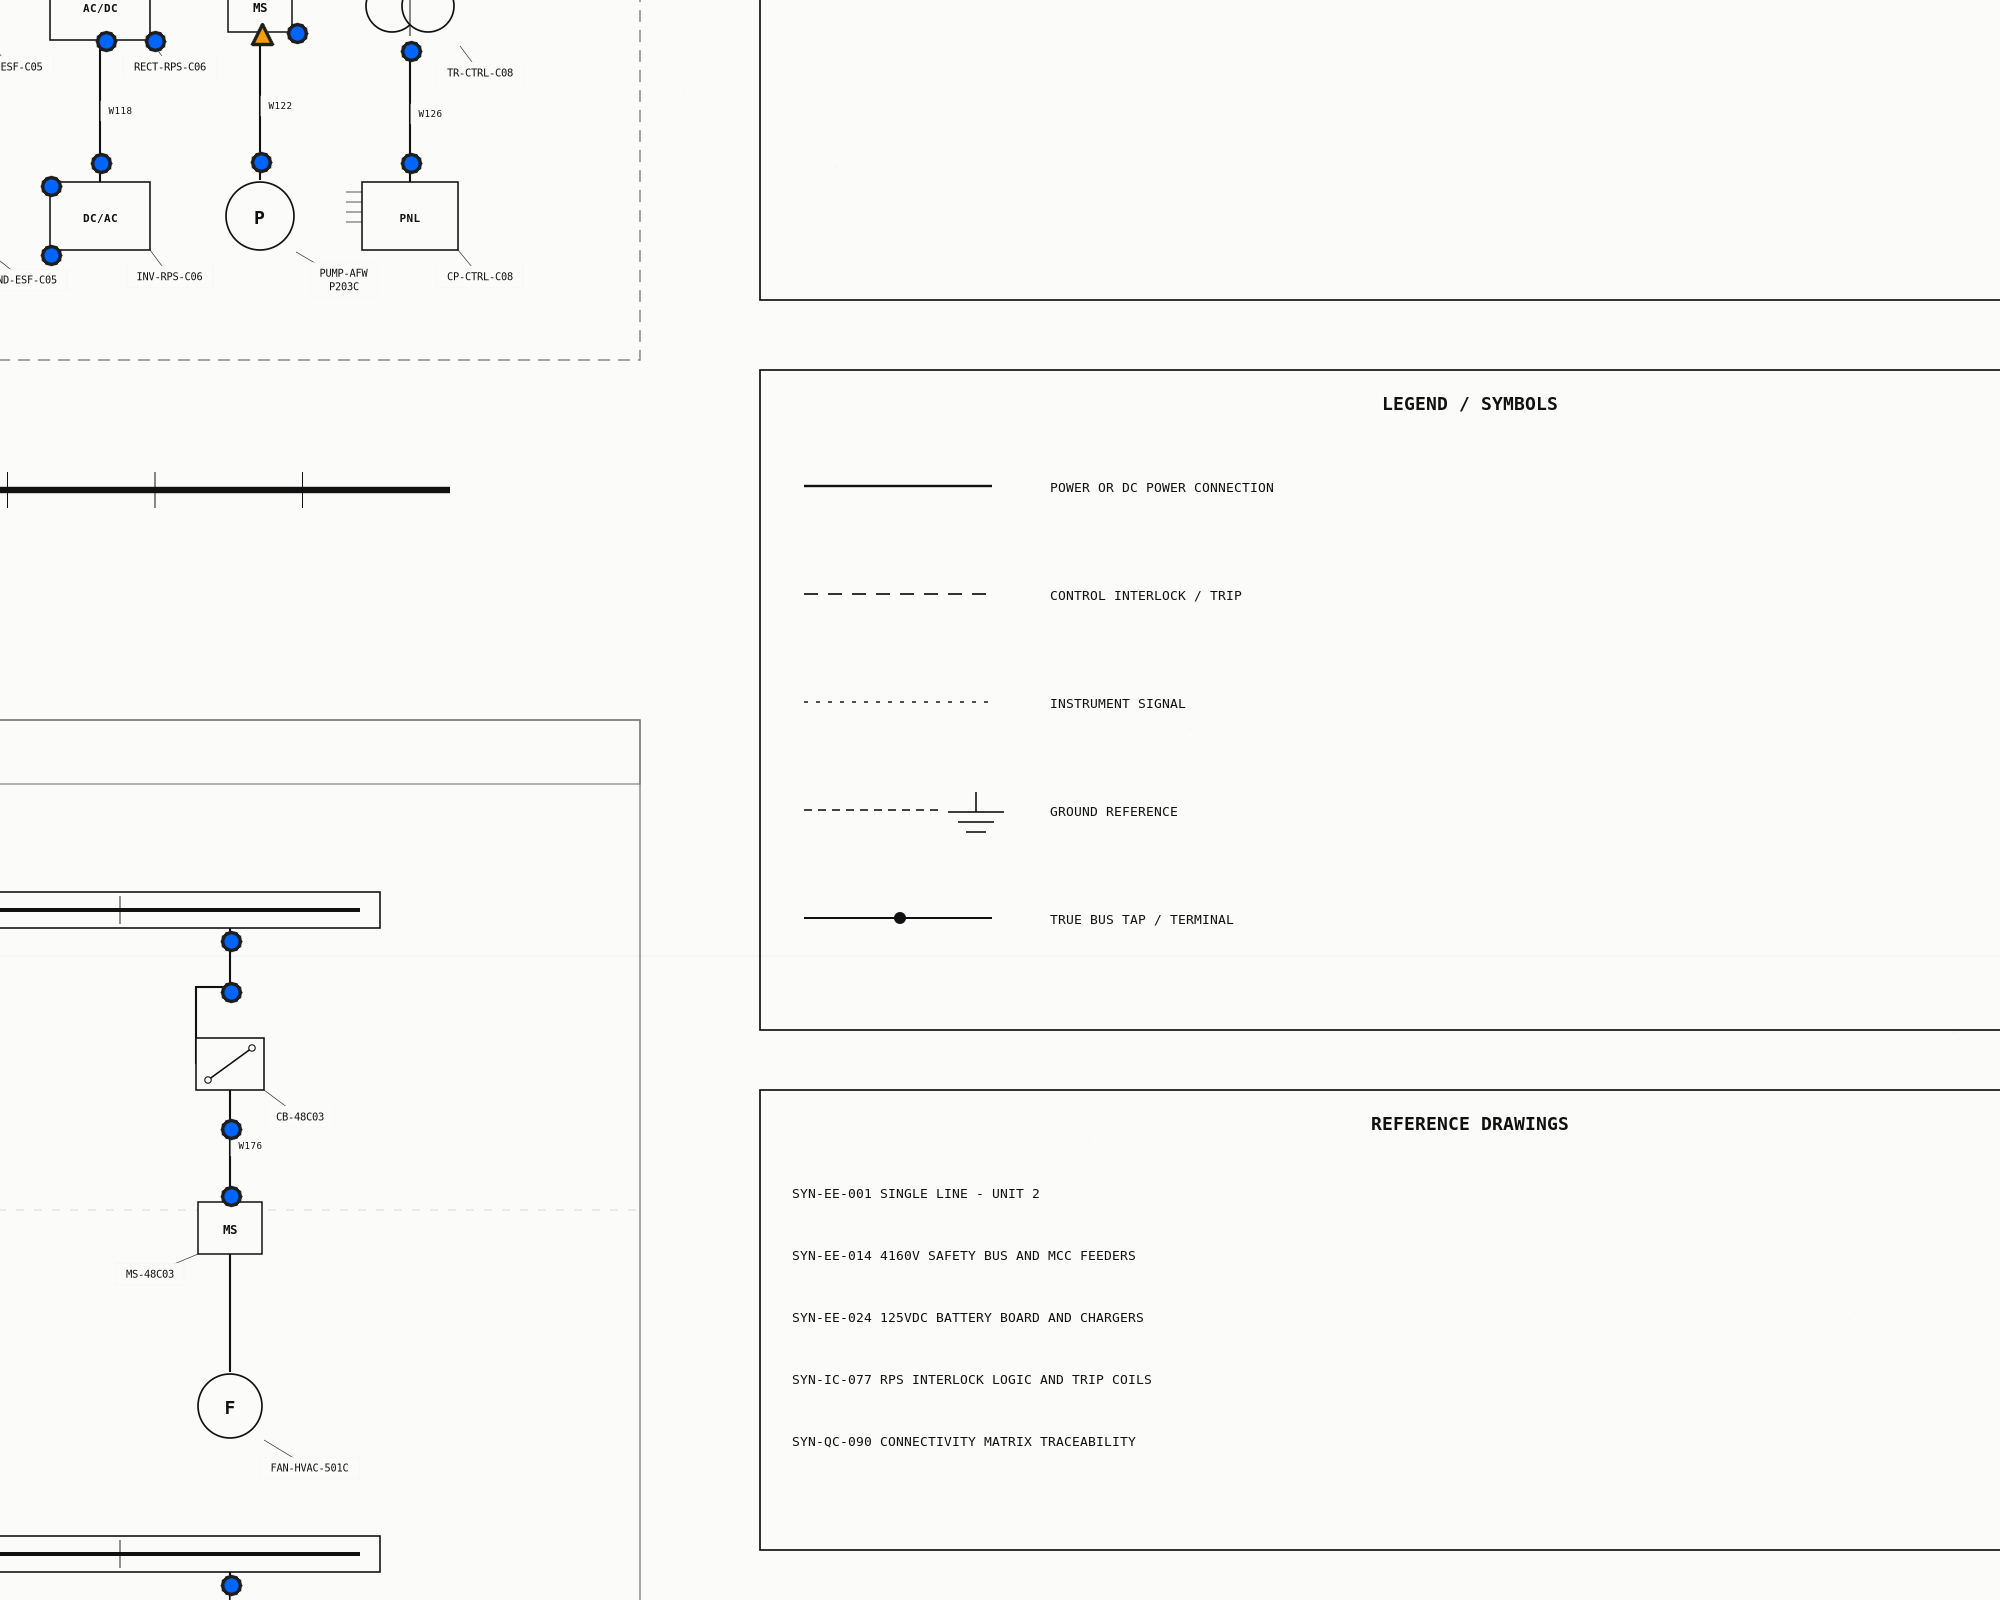 AC/DC
MS
ESF-C05
RECT-RPS-C06
TR-CTRL-C08
W118
W122
W126
DC/AC
P
PNL
ND-ESF-C05
INV-RPS-C06
PUMP-AFW
P203C
CP-CTRL-C08
LEGEND / SYMBOLS
POWER OR DC POWER CONNECTION
CONTROL INTERLOCK / TRIP
INSTRUMENT SIGNAL
GROUND REFERENCE
TRUE BUS TAP / TERMINAL
CB-48C03
W176
MS
MS-48C03
F
FAN-HVAC-501C
REFERENCE DRAWINGS
SYN-EE-001 SINGLE LINE - UNIT 2
SYN-EE-014 4160V SAFETY BUS AND MCC FEEDERS
SYN-EE-024 125VDC BATTERY BOARD AND CHARGERS
SYN-IC-077 RPS INTERLOCK LOGIC AND TRIP COILS
SYN-QC-090 CONNECTIVITY MATRIX TRACEABILITY